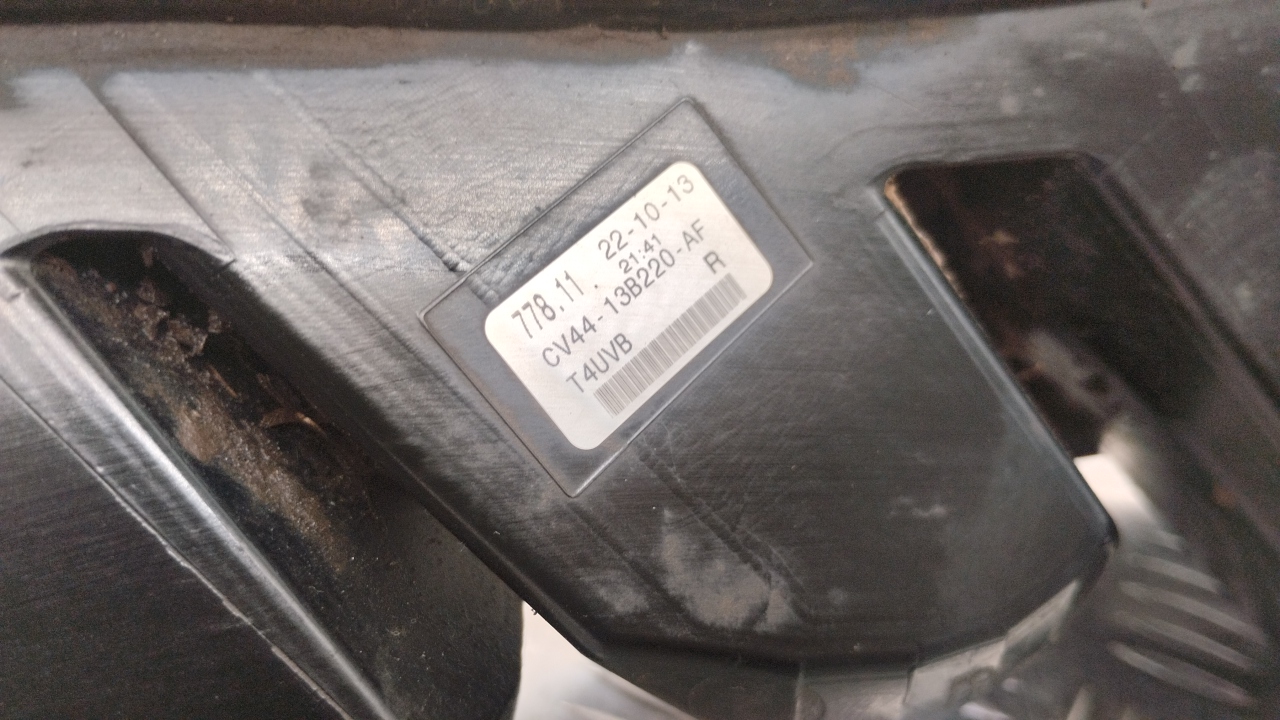 778.11. 22-10-13
21:41
CV44-13B220-AF
T4UVB R